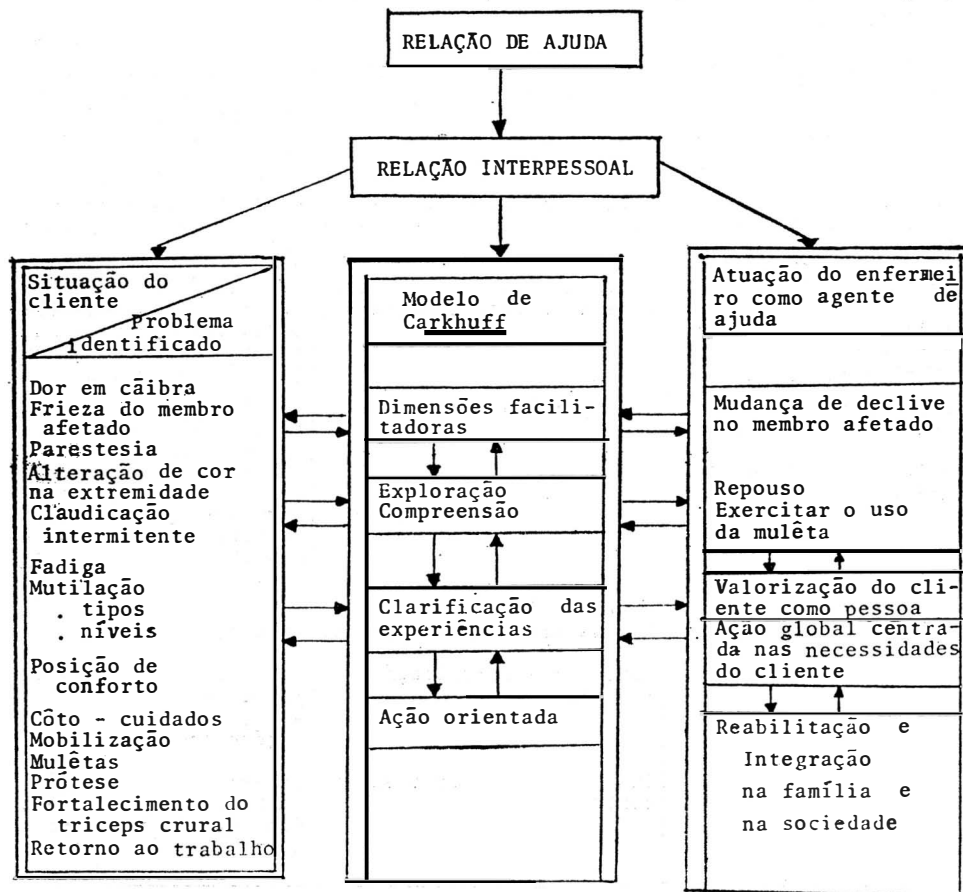 RELAÇÃO DE AJUDA
RELAÇÃO INTERPESSOAL
Situação do
cliente
Problema
identificado
Dor em cãibra
Frieza do membro
afetado
Parestesia
Alteração de cor
na extremidade
Claudicação
intermitente
Fadiga
Mutilação
. tipos
. níveis
Posição de
conforto
Côto - cuidados
Mobilização
Mulêtas
Prótese
Fortalecimento do
triceps crural
Retorno ao trabalho
Modelo de
Carkhuff
Dimensões facili-
tadoras
Exploração
Compreensão
Clarificação das
experiências
Ação orientada
Atuação do enfermei
ro como agente de
ajuda
Mudança de declive
no membro afetado
Repouso
Exercitar o uso
da mulêta
Valorização do cli-
ente como pessoa
Ação global centra-
da nas necessidades
do cliente
Reabilitação e
Integração
na família e
na sociedade